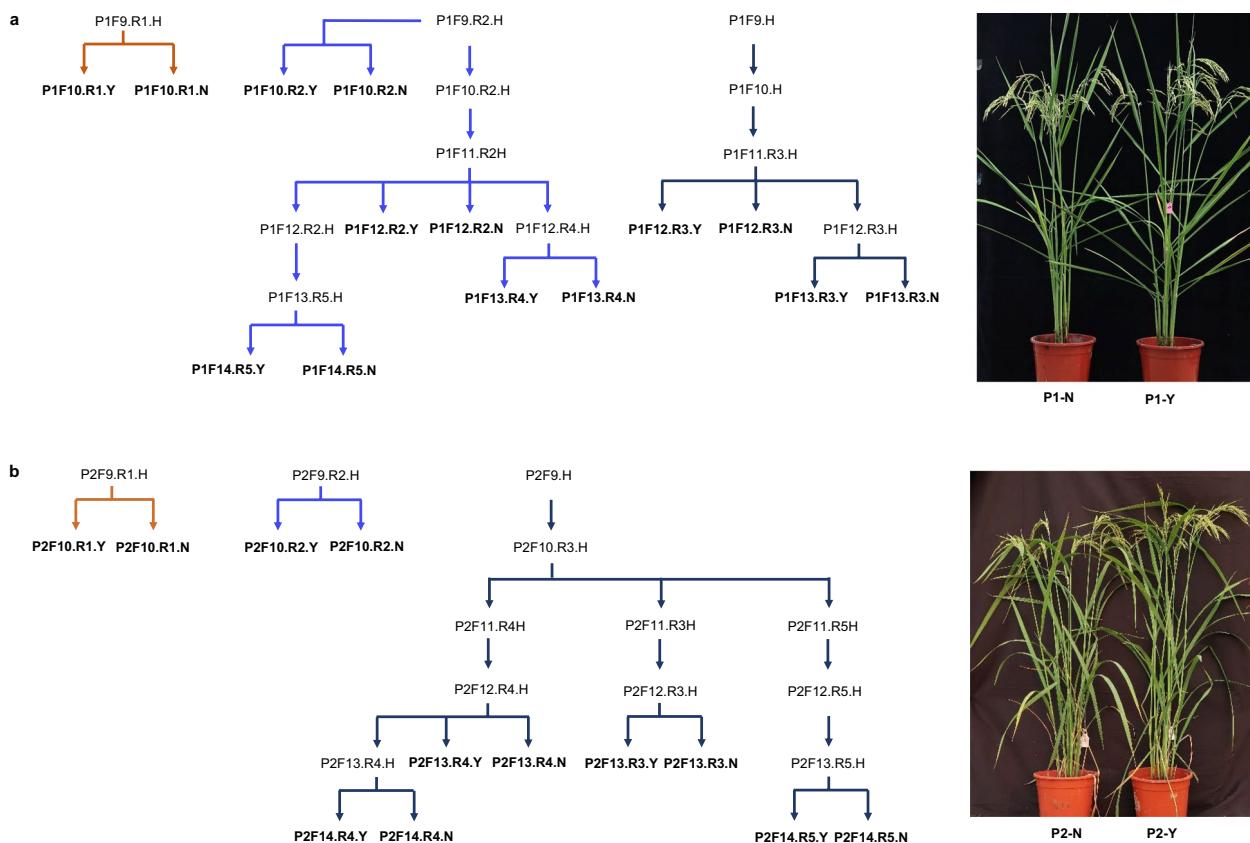 a
P1F9.R1.H P1F9.R2.H P1F9.H
P1F10.R1.Y P1F10.R1.N P1F10.R2.Y P1F10.R2.N P1F10.R2.H P1F10.H
P1F11.R2H P1F11.R3.H
P1F12.R2.H P1F12.R2.Y P1F12.R2.N P1F12.R4.H P1F12.R3.Y P1F12.R3.N P1F12.R3.H
P1F13.R5.H P1F13.R4.Y P1F13.R4.N P1F13.R3.Y P1F13.R3.N
P1F14.R5.Y P1F14.R5.N
P1-N P1-Y
b
P2F9.R1.H P2F9.R2.H P2F9.H
P2F10.R1.Y P2F10.R1.N P2F10.R2.Y P2F10.R2.N P2F10.R3.H
P2F11.R4H P2F11.R3H P2F11.R5H
P2F12.R4.H P2F12.R3.H P2F12.R5.H
P2F13.R4.H P2F13.R4.Y P2F13.R4.N P2F13.R3.Y P2F13.R3.N P2F13.R5.H
P2F14.R4.Y P2F14.R4.N P2F14.R5.Y P2F14.R5.N
P2-N P2-Y